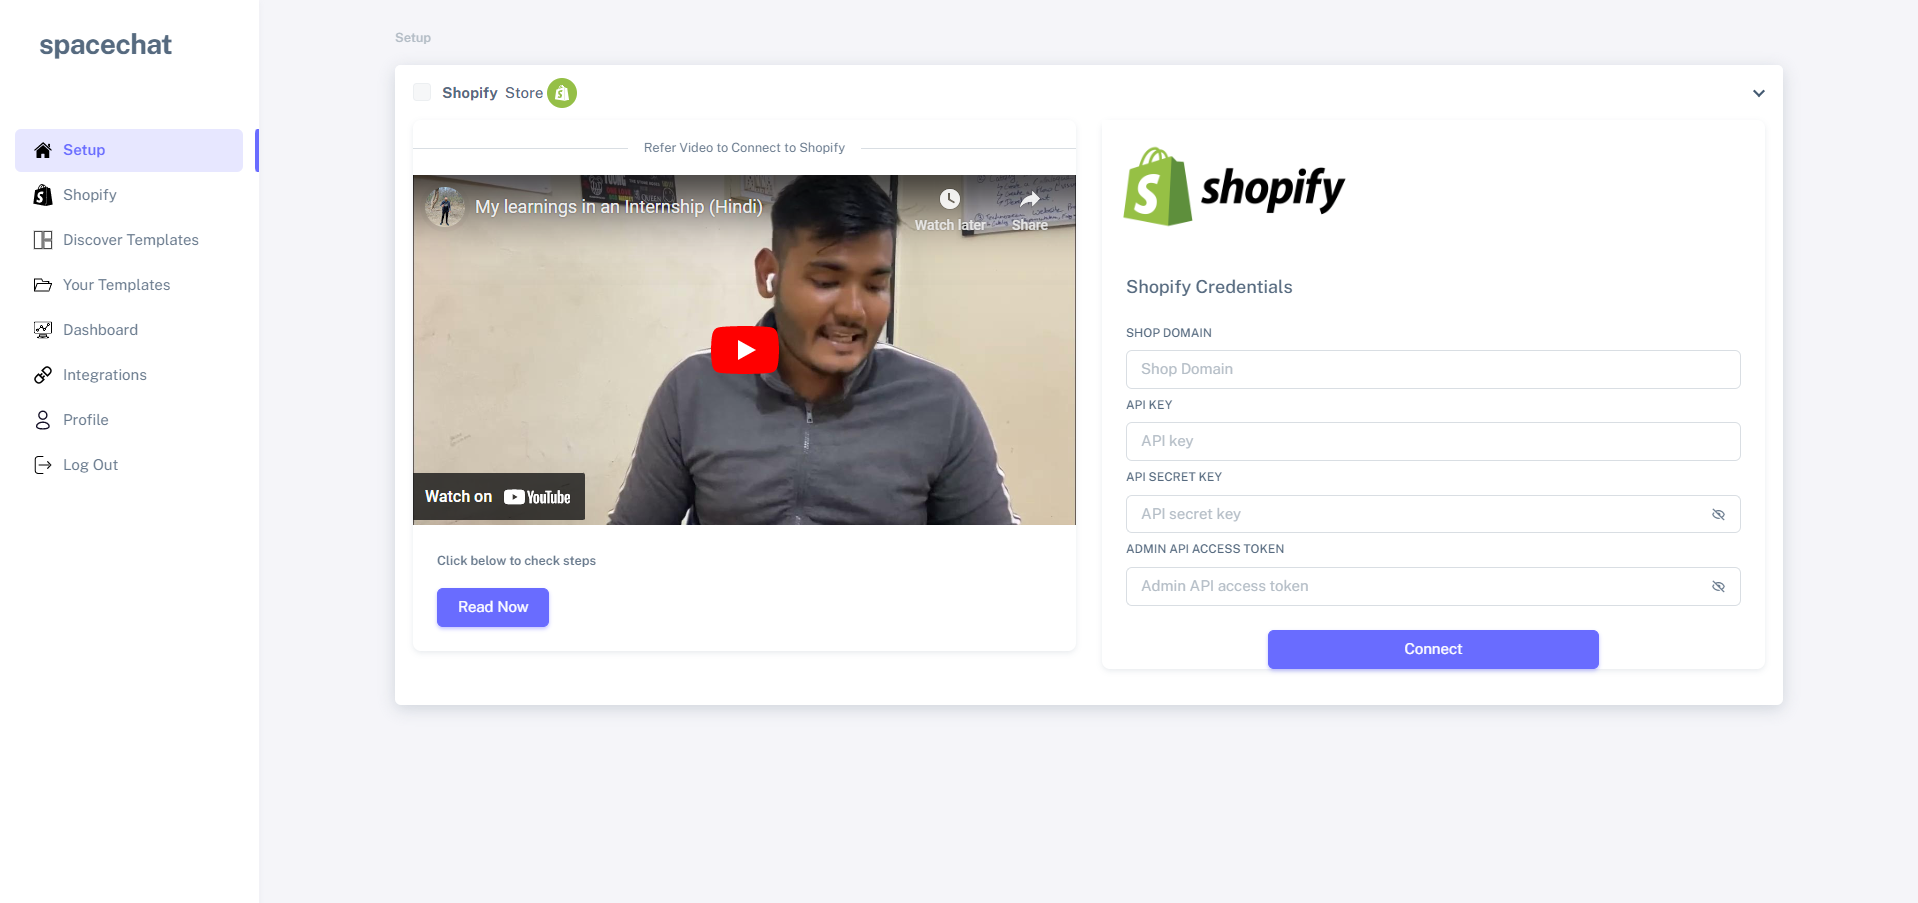 spacechat
Setup
Shopify
Discover Templates
Your Templates
Dashboard
Integrations
Profile
Log Out
Setup
Shopify Store
Refer Video to Connect to Shopify
My learnings in an Internship (Hindi)
Watch later
Share
Watch on YouTube
Click below to check steps
Read Now
shopify
Shopify Credentials
SHOP DOMAIN
Shop Domain
API KEY
API key
API SECRET KEY
API secret key
ADMIN API ACCESS TOKEN
Admin API access token
Connect